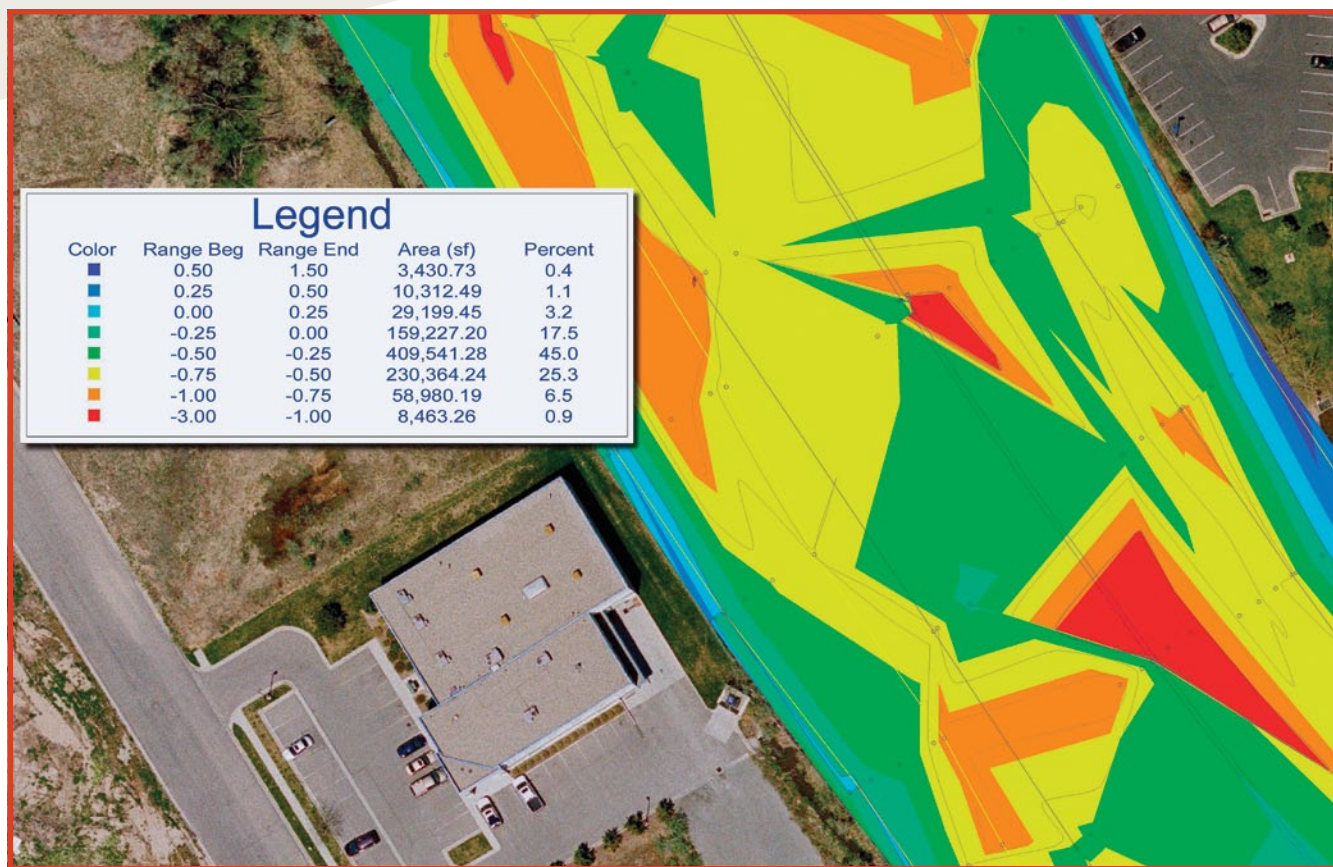 Legend
Color Range Beg Range End Area (sf) Percent
0.50 1.50 3,430.73 0.4
0.25 0.50 10,312.49 1.1
0.00 0.25 29,199.45 3.2
-0.25 0.00 159,227.20 17.5
-0.50 -0.25 409,541.28 45.0
-0.75 -0.50 230,364.24 25.3
-1.00 -0.75 58,980.19 6.5
-3.00 -1.00 8,463.26 0.9